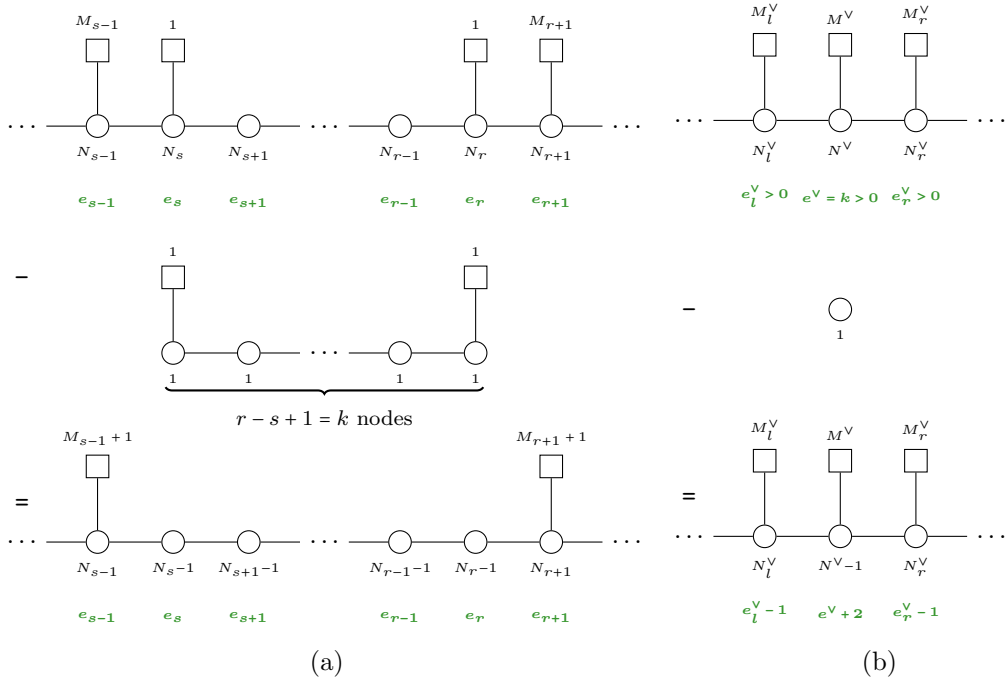 M_{s-1} 1 1 M_{r+1}
⋯ ⋯ ⋯
N_{s-1} N_s N_{s+1} N_{r-1} N_r N_{r+1}
e_{s-1} e_s e_{s+1} e_{r-1} e_r e_{r+1}
−
1 1
⋯
1 1 1 1
r − s + 1 = k nodes
M_{s-1} + 1 M_{r+1} + 1
=
⋯ ⋯ ⋯
N_{s-1} N_s-1 N_{s+1}-1 N_{r-1}-1 N_r-1 N_{r+1}
e_{s-1} e_s e_{s+1} e_{r-1} e_r e_{r+1}
(a)
M_l^∨ M^∨ M_r^∨
⋯ ⋯
N_l^∨ N^∨ N_r^∨
e_l^∨ > 0 e^∨ = k > 0 e_r^∨ > 0
−
1
M_l^∨ M^∨ M_r^∨
=
⋯ ⋯
N_l^∨ N^∨-1 N_r^∨
e_l^∨ - 1 e^∨ + 2 e_r^∨ - 1
(b)